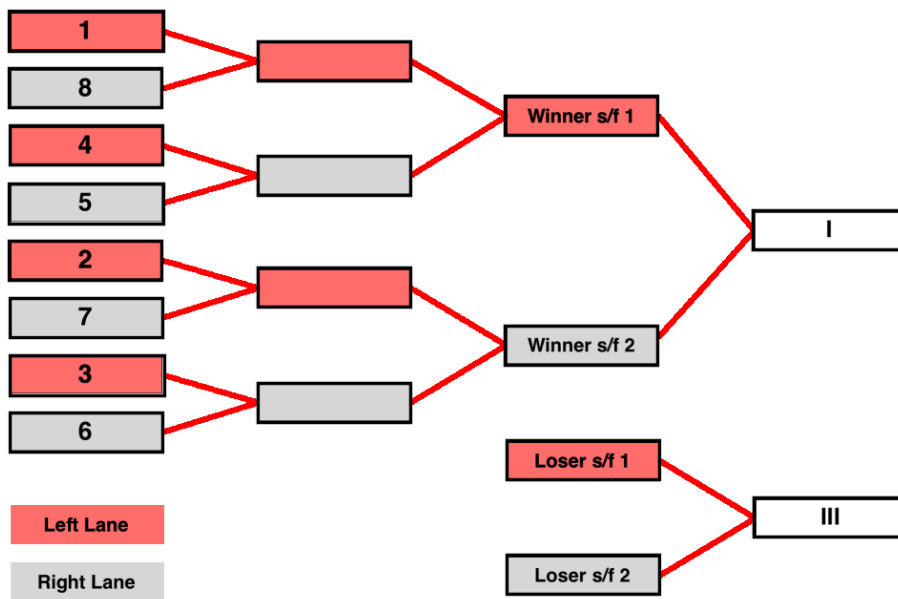 1
8
4
5
2
7
3
6
Winner s/f 1
Winner s/f 2
I
Loser s/f 1
Loser s/f 2
III
Left Lane
Right Lane